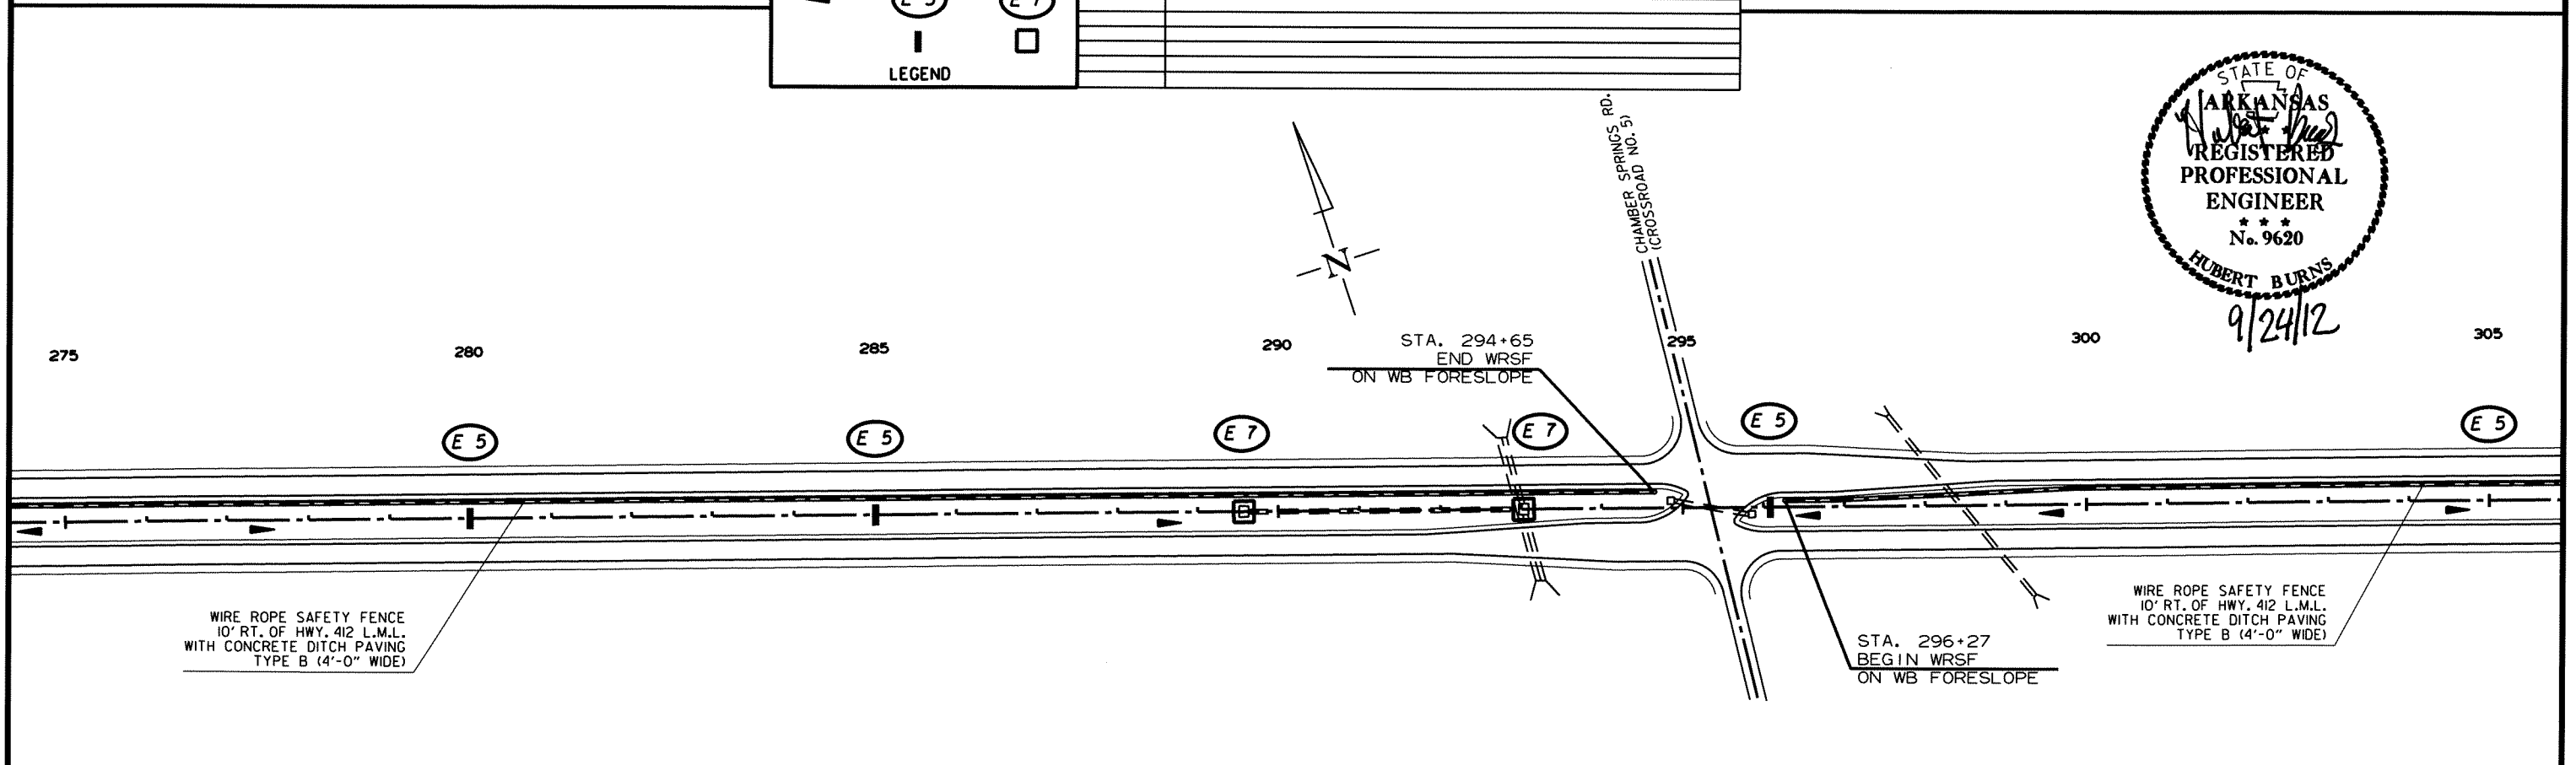 E 5
E 7
LEGEND
STATE OF
ARKANSAS
REGISTERED
PROFESSIONAL
ENGINEER
* * *
No. 9620
HUBERT BURNS
9/24/12
CHAMBER SPRINGS RD.
(CROSSROAD NO. 5)
N
275
280
285
290
295
300
305
STA. 294+65
END WRSF
ON WB FORESLOPE
E 5
E 5
E 7
E 7
E 5
E 5
WIRE ROPE SAFETY FENCE
10' RT. OF HWY. 412 L.M.L.
WITH CONCRETE DITCH PAVING
TYPE B (4'-0" WIDE)
STA. 296+27
BEGIN WRSF
ON WB FORESLOPE
WIRE ROPE SAFETY FENCE
10' RT. OF HWY. 412 L.M.L.
WITH CONCRETE DITCH PAVING
TYPE B (4'-0" WIDE)